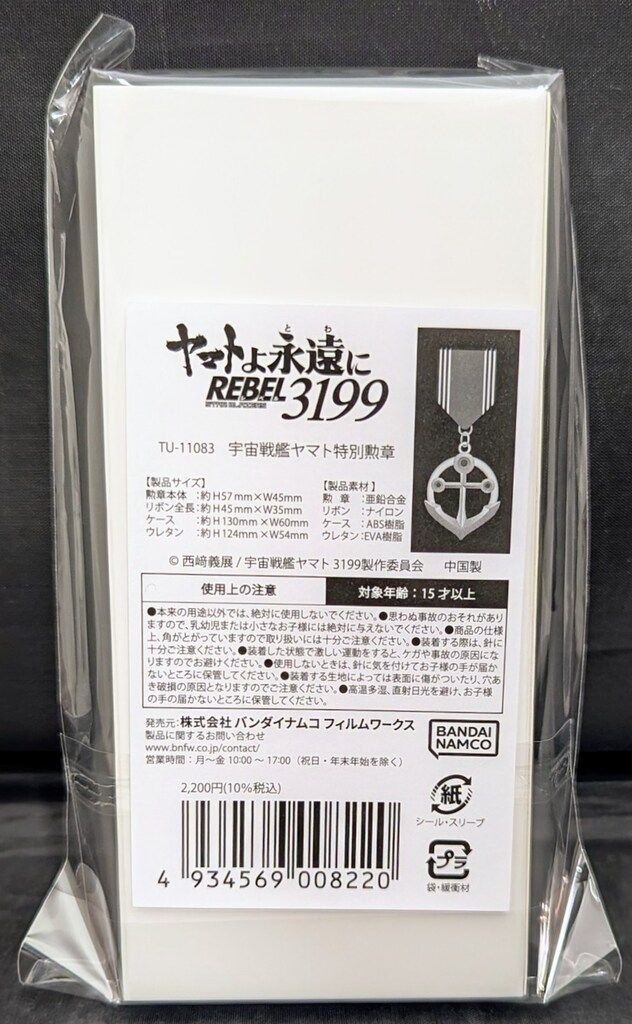 とわ
ヤマトよ永遠に
REBEL 3199
STAR BLAZERS
TU-11083 宇宙戦艦ヤマト特別勲章
【製品サイズ】
勲章本体 :約H57mm×W45mm
リボン全長:約H45mm×W35mm
ケース :約H130mm×W60mm
ウレタン :約H124mm×W54mm
【製品素材】
勲 章 :亜鉛合金
リボン :ナイロン
ケース :ABS樹脂
ウレタン:EVA樹脂
© 西﨑義展 / 宇宙戦艦ヤマト 3199製作委員会 中国製
使用上の注意
対象年齢:15才以上
●本来の用途以外では、絶対に使用しないでください。●思わぬ事故のおそれがあり
ますので、乳幼児または小さなお子様には絶対に与えないでください。●商品の仕様
上、角がとがっていますので取り扱いには十分ご注意ください。●装着する際は、針に
十分ご注意ください。●装着した状態で激しい運動をすると、ケガや事故の原因にな
りますのでお避けください。●使用しないときは、針に気を付けてお子様の手の届か
ないところに保管してください。●装着する生地によっては表面に傷がついたり、穴あ
き破損の原因となりますのでご注意ください。●高温多湿、直射日光を避け、お子様
の手の届かないところに保管してください。
発売元:株式会社 バンダイナムコ フィルムワークス
製品に関するお問い合わせ
www.bnfw.co.jp/contact/
営業時間:月〜金 10:00 〜 17:00(祝日・年末年始を除く)
BANDAI
NAMCO
2,200円(10%税込)
4 934569 008220
紙
シール・スリーブ
プラ
袋・緩衝材